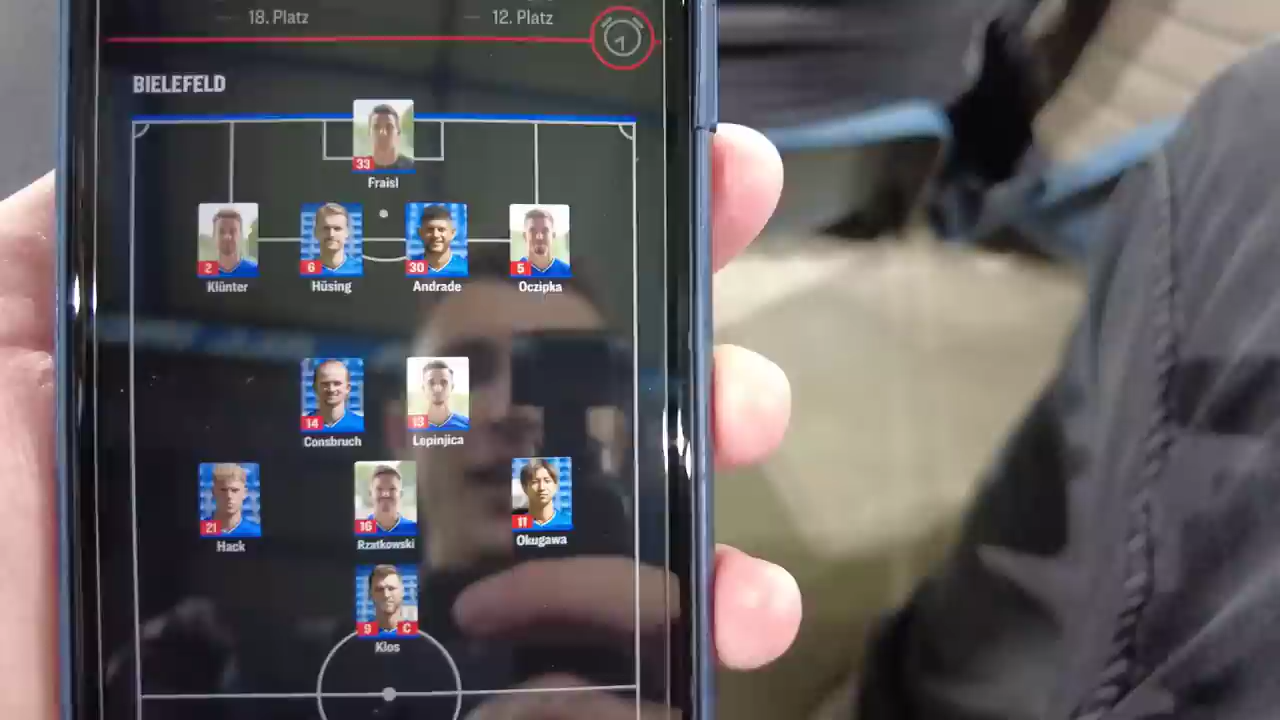 18. Platz
12. Platz
BIELEFELD
33
Fraisl
2
6
30
5
Klünter
Hüsing
Andrade
Oczipka
14
13
Consbruch
Lepinjica
21
16
11
Hack
Rzatkowski
Okugawa
9
C
Klos